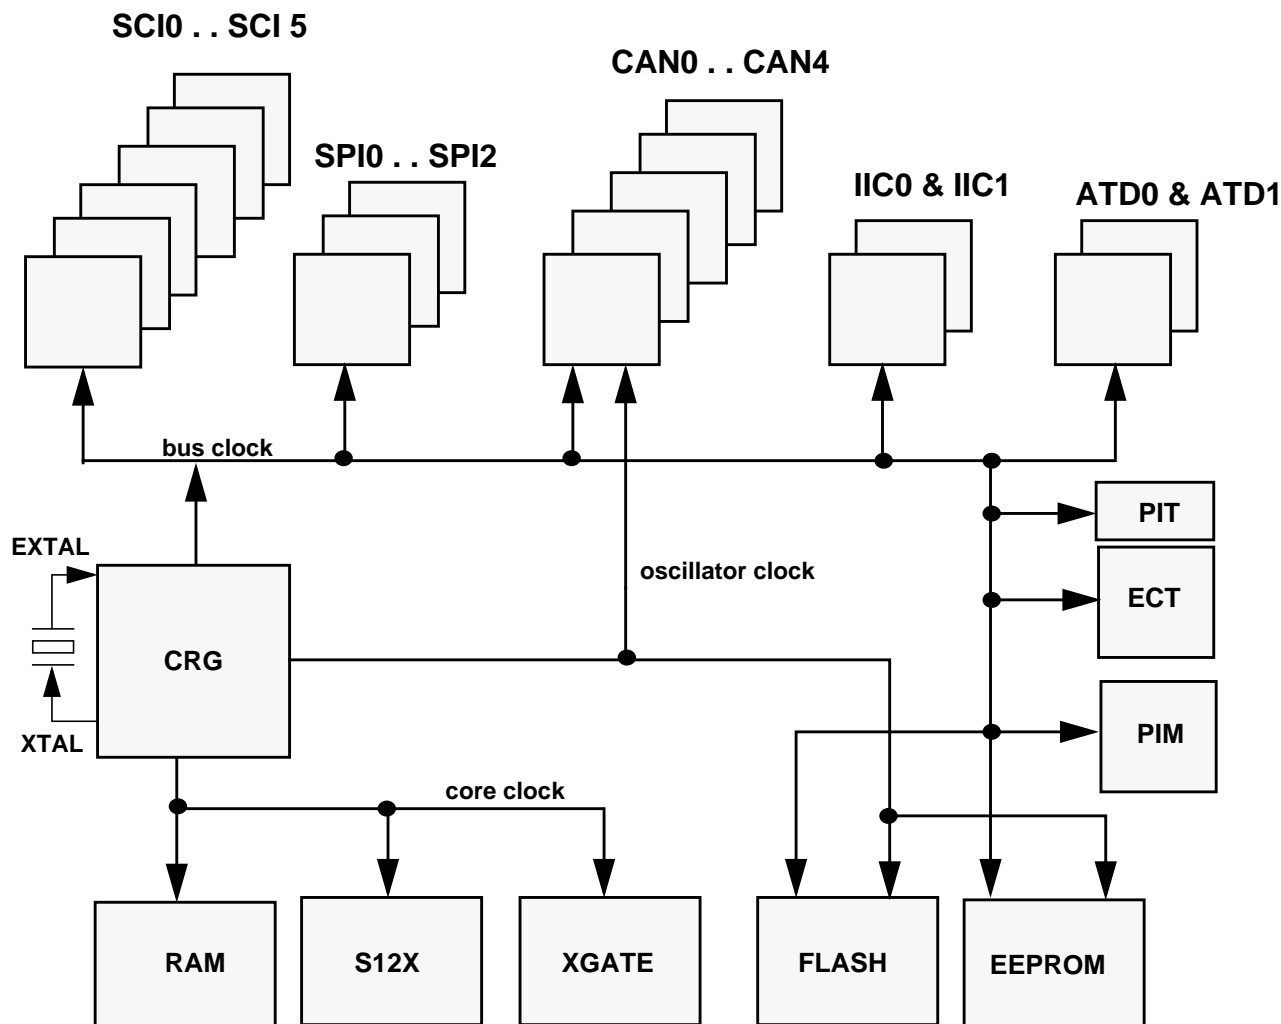 SCI0 . . SCI 5
CAN0 . . CAN4
SPI0 . . SPI2
IIC0 & IIC1
ATD0 & ATD1
bus clock
PIT
EXTAL
oscillator clock
ECT
CRG
XTAL
PIM
core clock
RAM
S12X
XGATE
FLASH
EEPROM